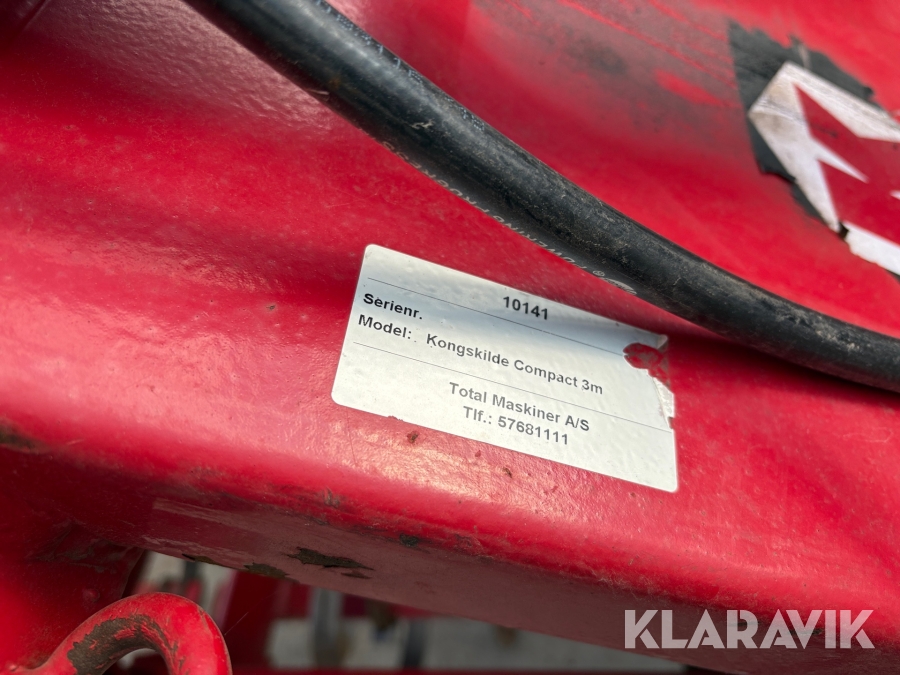 10141
Serienr.
Model: Kongskilde Compact 3m
Total Maskiner A/S
Tlf.: 57681111
KLARAVIK